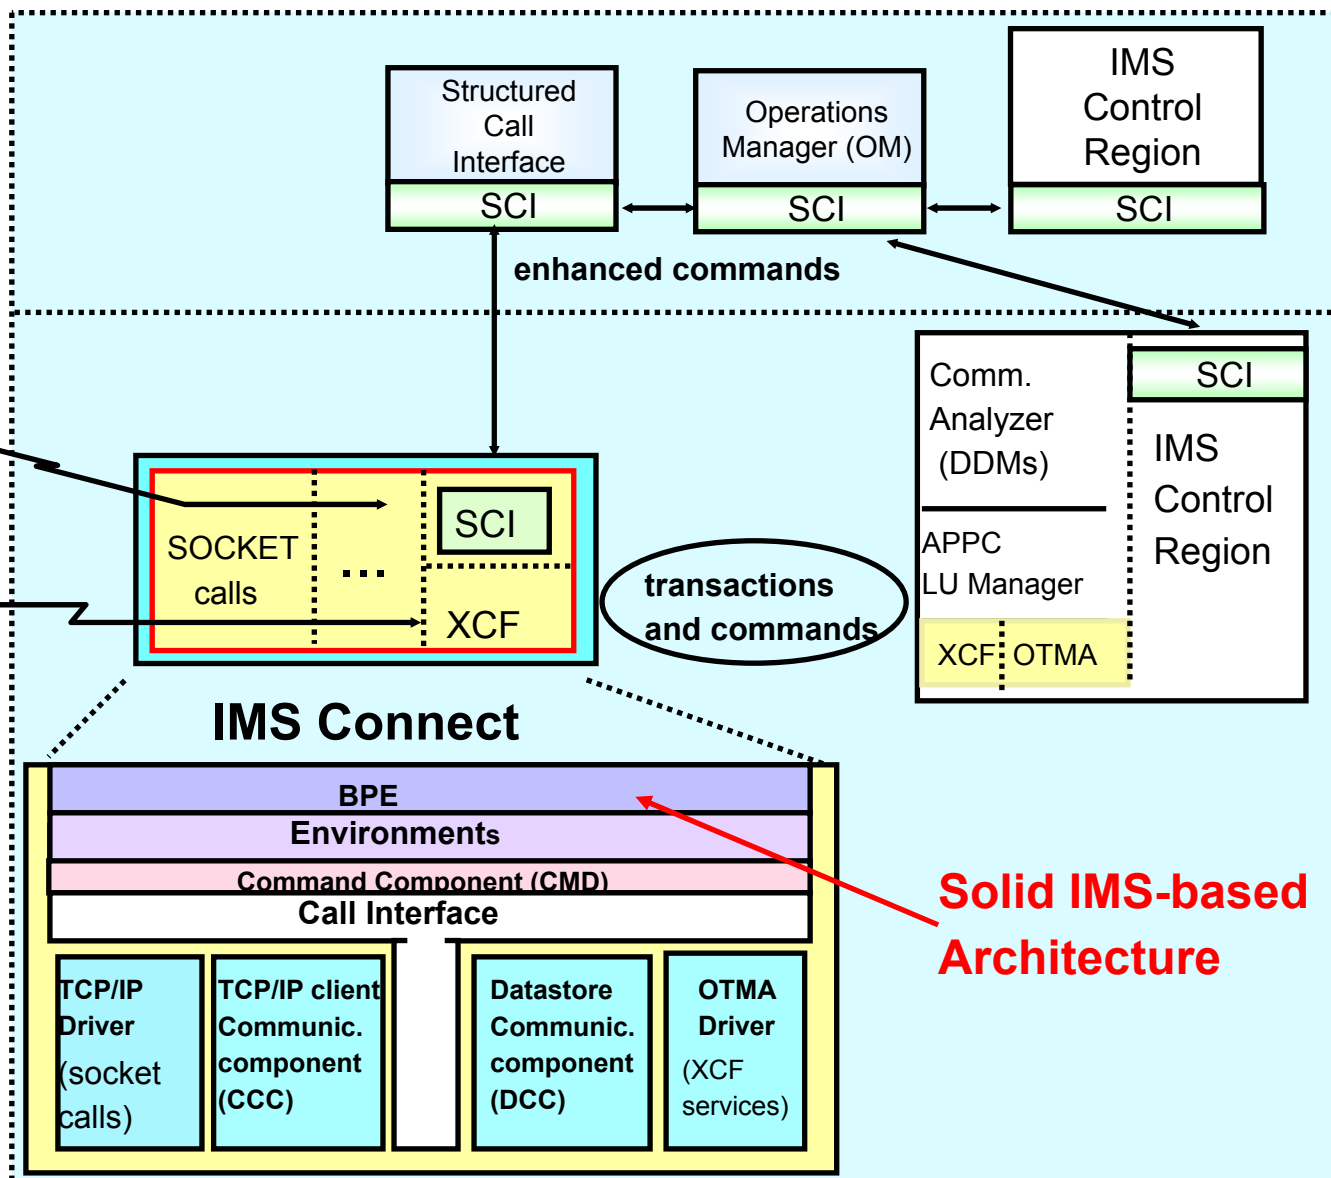 Structured
Call
Interface
SCI
Operations
Manager (OM)
SCI
IMS
Control
Region
SCI
enhanced commands
Comm.
Analyzer
(DDMs)
APPC
LU Manager
XCF
OTMA
SCI
IMS
Control
Region
SOCKET
calls
...
SCI
XCF
transactions
and commands
IMS Connect
BPE
Environments
Command Component (CMD)
Call Interface
TCP/IP
Driver
(socket
calls)
TCP/IP client
Communic.
component
(CCC)
Datastore
Communic.
component
(DCC)
OTMA
Driver
(XCF
services)
Solid IMS-based
Architecture